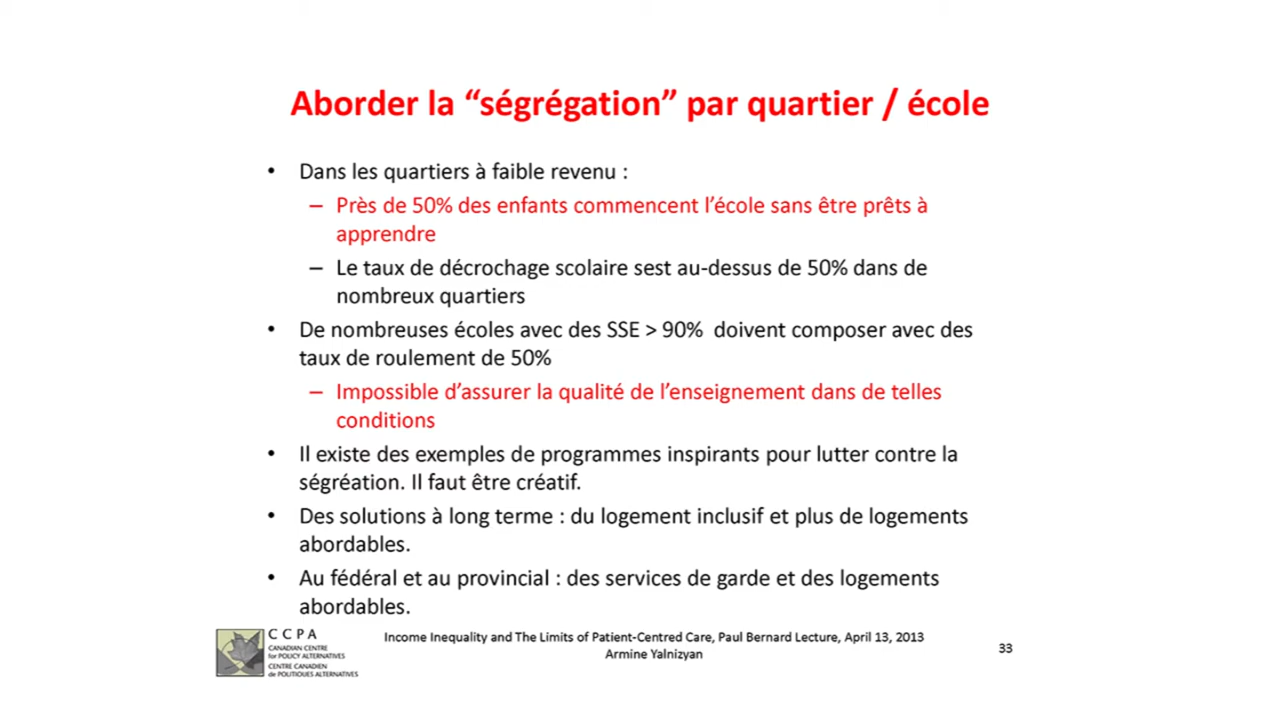 Aborder la “ségrégation” par quartier / école
• Dans les quartiers à faible revenu :
– Près de 50% des enfants commencent l’école sans être prêts à
apprendre
– Le taux de décrochage scolaire sest au-dessus de 50% dans de
nombreux quartiers
• De nombreuses écoles avec des SSE > 90% doivent composer avec des
taux de roulement de 50%
– Impossible d’assurer la qualité de l’enseignement dans de telles
conditions
• Il existe des exemples de programmes inspirants pour lutter contre la
ségréation. Il faut être créatif.
• Des solutions à long terme : du logement inclusif et plus de logements
abordables.
• Au fédéral et au provincial : des services de garde et des logements
abordables.
CCPA
CANADIAN CENTRE
for POLICY ALTERNATIVES
CENTRE CANADIEN
de POLITIQUES ALTERNATIVES
Income Inequality and The Limits of Patient-Centred Care, Paul Bernard Lecture, April 13, 2013
Armine Yalnizyan
33